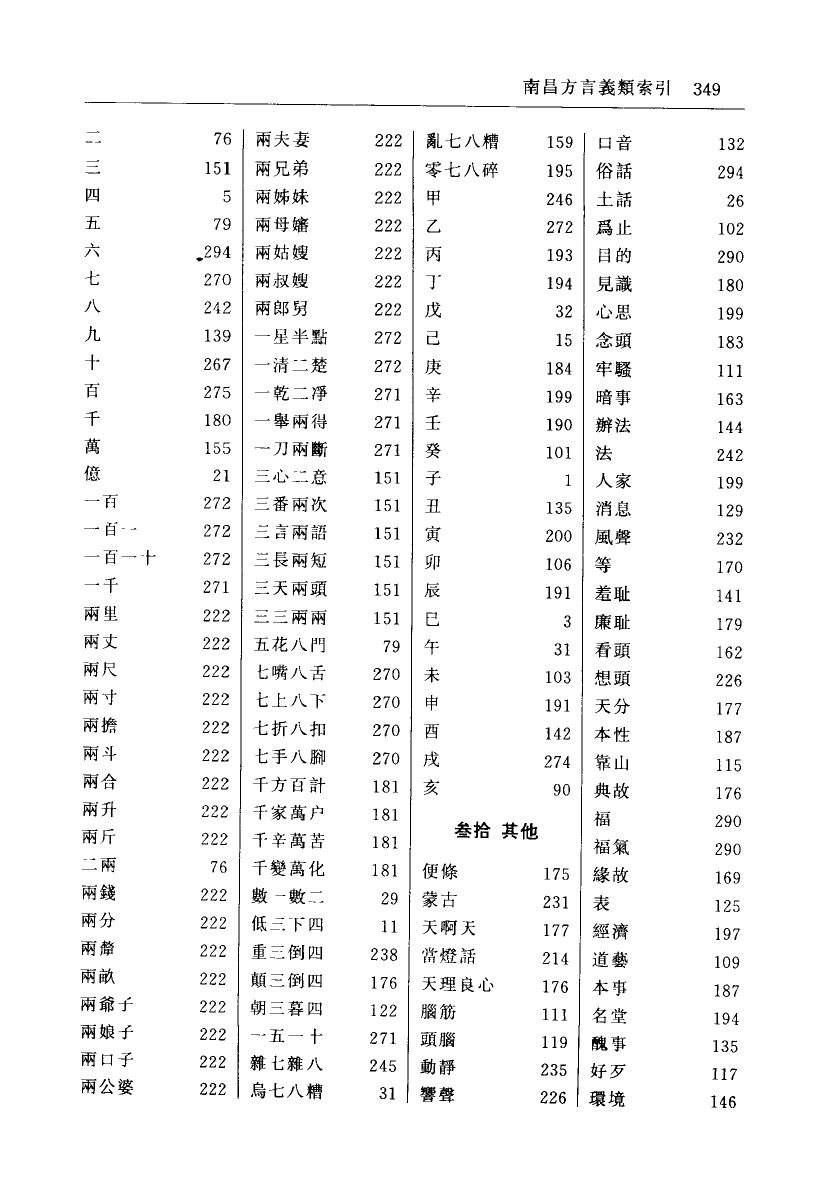 南昌方言義類索引 349
二 76
三 151
四 5
五 79
六 294
七 270
八 242
九 139
十 267
百 275
千 180
萬 155
億 21
一百 272
一百一 272
一百一十 272
一千 271
兩里 222
兩丈 222
兩尺 222
兩寸 222
兩擔 222
兩斗 222
兩合 222
兩升 222
兩斤 222
二兩 76
兩錢 222
兩分 222
兩釐 222
兩畝 222
兩爺子 222
兩娘子 222
兩口子 222
兩公婆 222
兩夫妻 222
兩兄弟 222
兩姊妹 222
兩母嬸 222
兩姑嫂 222
兩叔嫂 222
兩郎舅 222
一星半點 272
一清二楚 272
一乾二凈 271
一舉兩得 271
一刀兩斷 271
三心二意 151
三番兩次 151
三言兩語 151
三長兩短 151
三天兩頭 151
三三兩兩 151
五花八門 79
七嘴八舌 270
七上八下 270
七折八扣 270
七手八腳 270
千方百計 181
千家萬户 181
千辛萬苦 181
千變萬化 181
數一數二 29
低三下四 11
重三倒四 238
顛三倒四 176
朝三暮四 122
一五一十 271
雜七雜八 245
烏七八糟 31
亂七八糟 159
零七八碎 195
甲 246
乙 272
丙 193
丁 194
戊 32
己 15
庚 184
辛 199
壬 190
癸 101
子 1
丑 135
寅 200
卯 106
辰 191
巳 3
午 31
未 103
申 191
酉 142
戌 274
亥 90
叁拾 其他
便條 175
蒙古 231
天啊天 177
當燈話 214
天理良心 176
腦筋 111
頭腦 119
動靜 235
響聲 226
口音 132
俗話 294
土話 26
爲止 102
目的 290
見識 180
心思 199
念頭 183
牢騷 111
暗事 163
辦法 144
法 242
人家 199
消息 129
風聲 232
等 170
羞耻 141
廉耻 179
看頭 162
想頭 226
天分 177
本性 187
靠山 115
典故 176
福 290
福氣 290
緣故 169
表 125
經濟 197
道藝 109
本事 187
名堂 194
醜事 135
好歹 117
環境 146